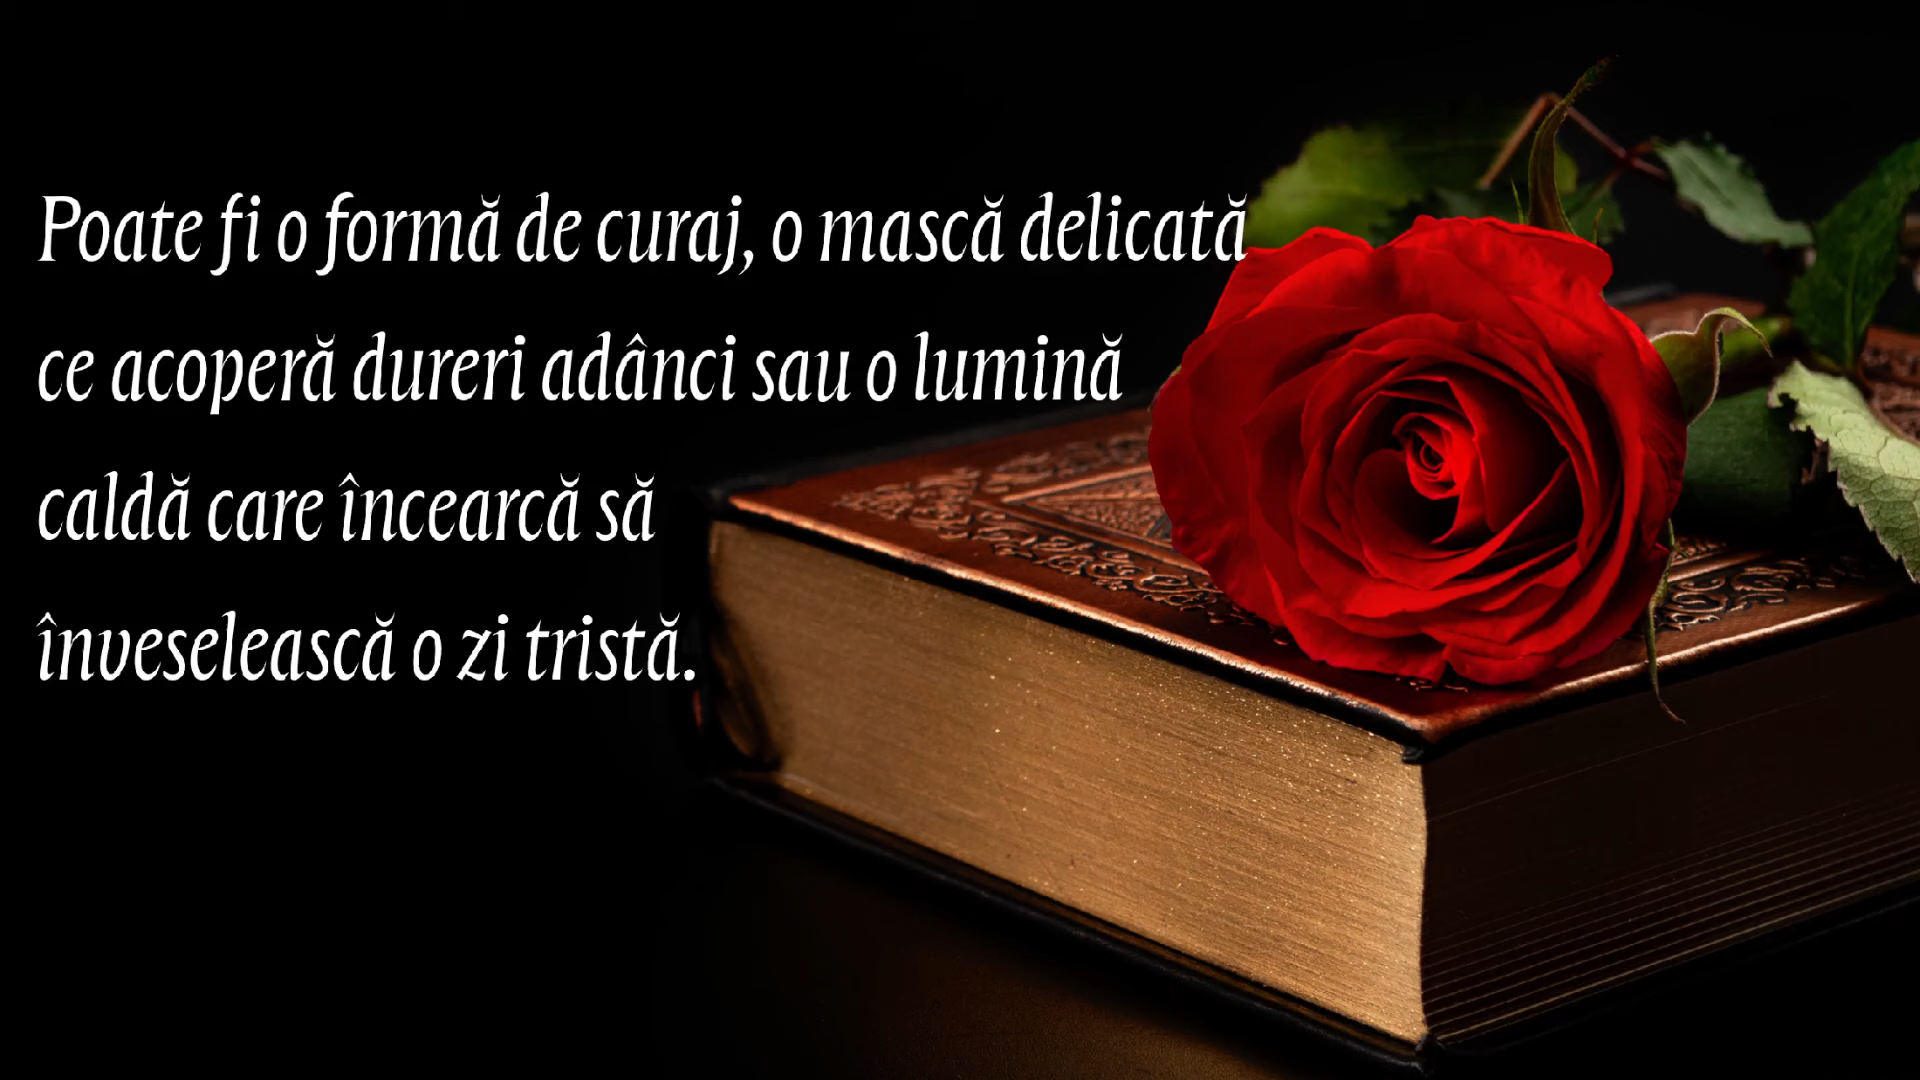 Poate fi o formă de curaj, o mască delicată
ce acoperă dureri adânci sau o lumină
caldă care încearcă să
înveselească o zi tristă.